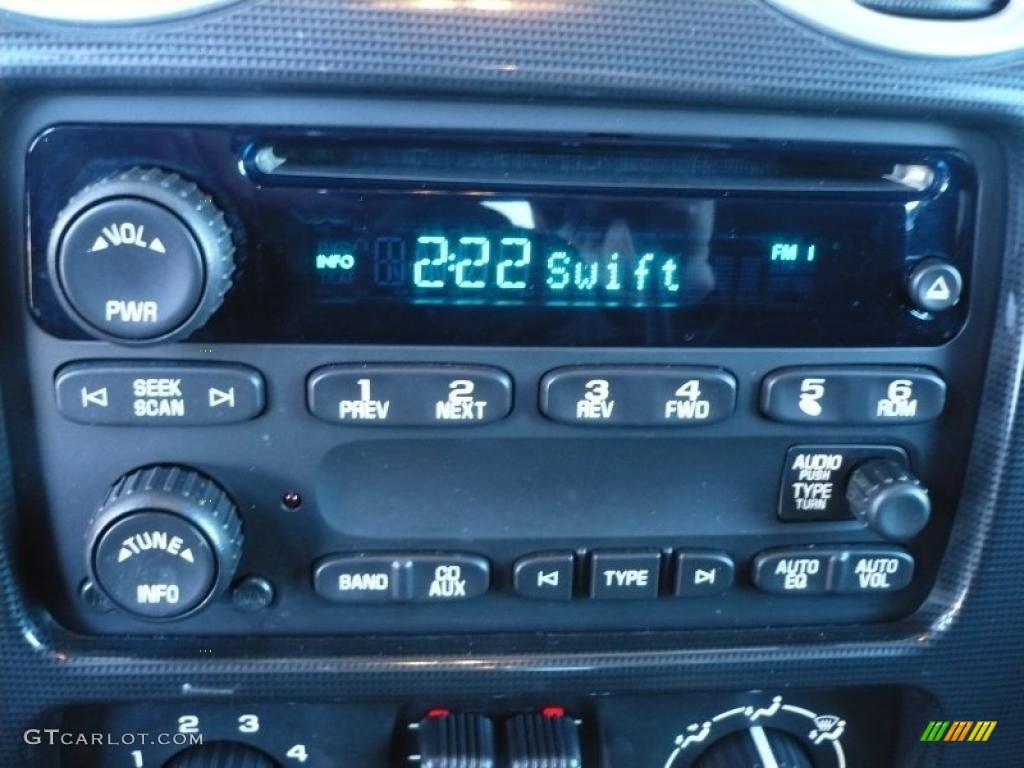 VOL
PWR
INFO 2:22 Swift FM 1
SEEK
SCAN
1
PREV
2
NEXT
3
REV
4
FWD
5
6
RDM
AUDIO
PUSH
TYPE
TURN
TUNE
INFO
BAND
CD
AUX
TYPE
AUTO
EQ
AUTO
VOL
1 2 3 4
GTCARLOT.COM